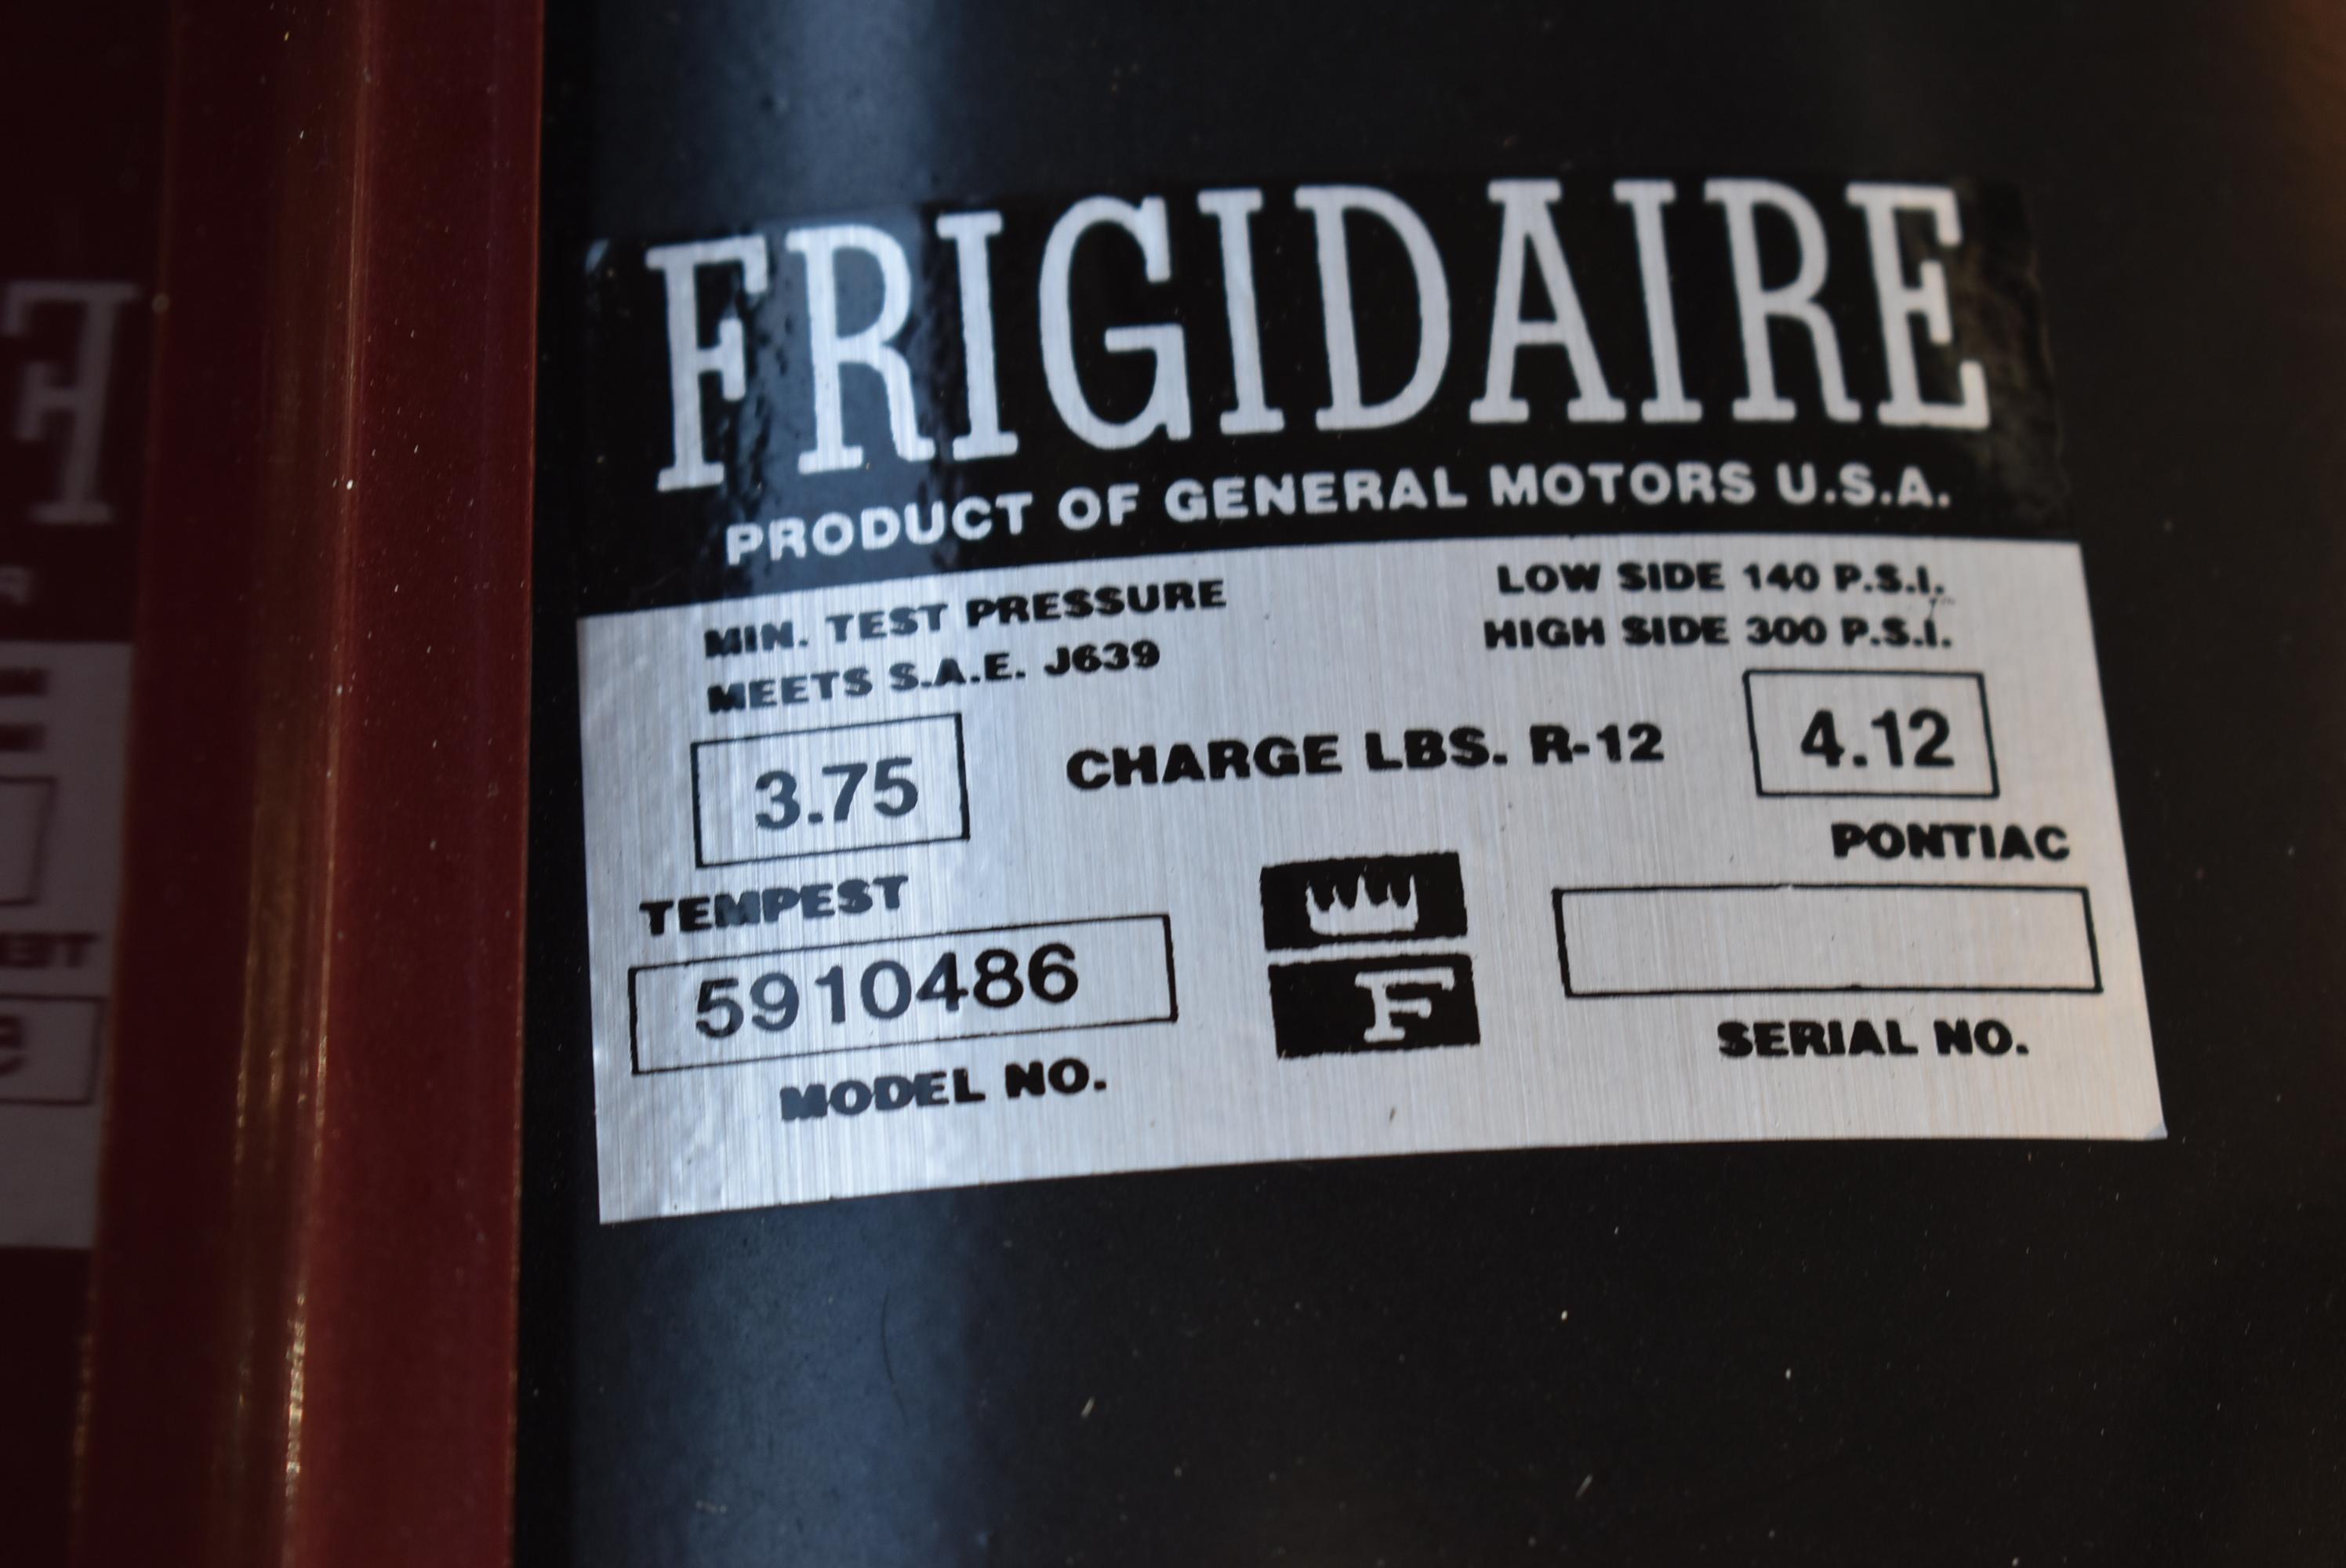 FRIGIDAIRE
PRODUCT OF GENERAL MOTORS U.S.A.
MIN. TEST PRESSURE LOW SIDE 140 P.S.I.
MEETS S.A.E. J639 HIGH SIDE 300 P.S.I.
3.75 CHARGE LBS. R-12 4.12
TEMPEST PONTIAC
5910486
F
MODEL NO. SERIAL NO.